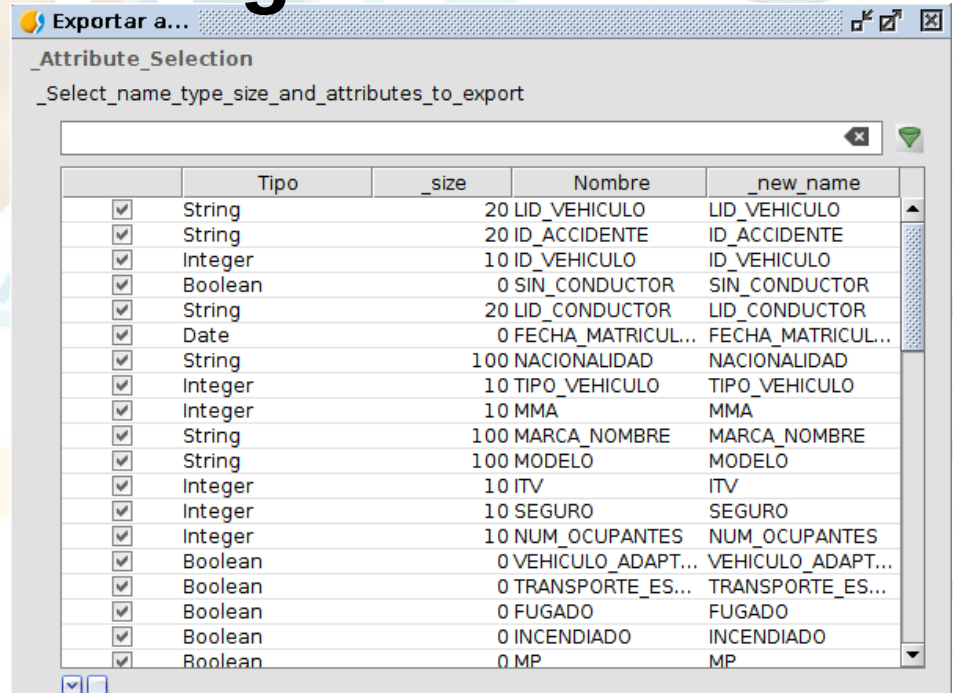 g
Exportar a...
_Attribute_Selection
_Select_name_type_size_and_attributes_to_export
Tipo _size Nombre _new_name
String 20 LID_VEHICULO LID_VEHICULO
String 20 ID_ACCIDENTE ID_ACCIDENTE
Integer 10 ID_VEHICULO ID_VEHICULO
Boolean 0 SIN_CONDUCTOR SIN_CONDUCTOR
String 20 LID_CONDUCTOR LID_CONDUCTOR
Date 0 FECHA_MATRICUL... FECHA_MATRICUL...
String 100 NACIONALIDAD NACIONALIDAD
Integer 10 TIPO_VEHICULO TIPO_VEHICULO
Integer 10 MMA MMA
String 100 MARCA_NOMBRE MARCA_NOMBRE
String 100 MODELO MODELO
Integer 10 ITV ITV
Integer 10 SEGURO SEGURO
Integer 10 NUM_OCUPANTES NUM_OCUPANTES
Boolean 0 VEHICULO_ADAPT... VEHICULO_ADAPT...
Boolean 0 TRANSPORTE_ES... TRANSPORTE_ES...
Boolean 0 FUGADO FUGADO
Boolean 0 INCENDIADO INCENDIADO
Boolean 0 MP MP